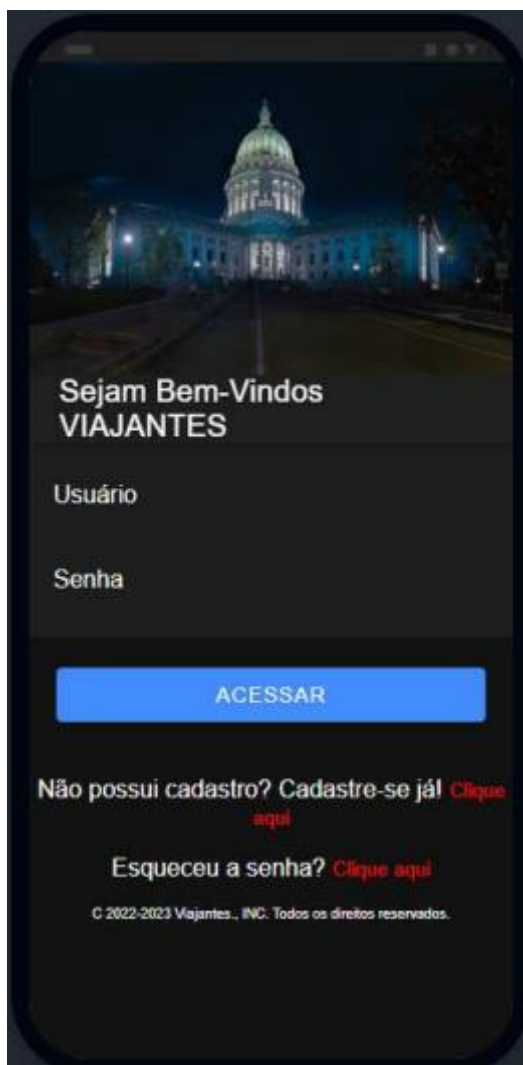 Sejam Bem-Vindos
VIAJANTES
Usuário
Senha
ACESSAR
Não possui cadastro? Cadastre-se já! Clique
aqui
Esqueceu a senha? Clique aqui
C 2022-2023 Viajantes., INC. Todos os direitos reservados.